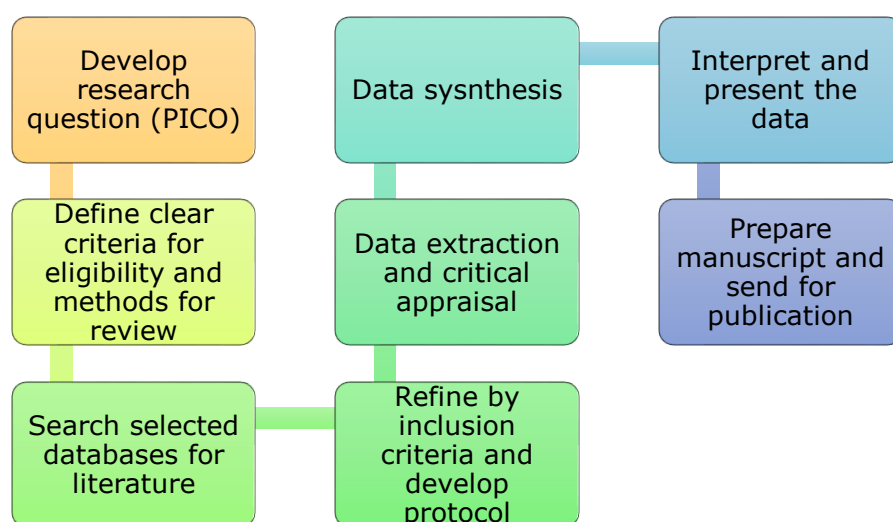 Develop
research
question (PICO)
Define clear
criteria for
eligibility and
methods for
review
Search selected
databases for
literature
Refine by
inclusion
criteria and
develop
protocol
Data extraction
and critical
appraisal
Data sysnthesis
Interpret and
present the
data
Prepare
manuscript and
send for
publication